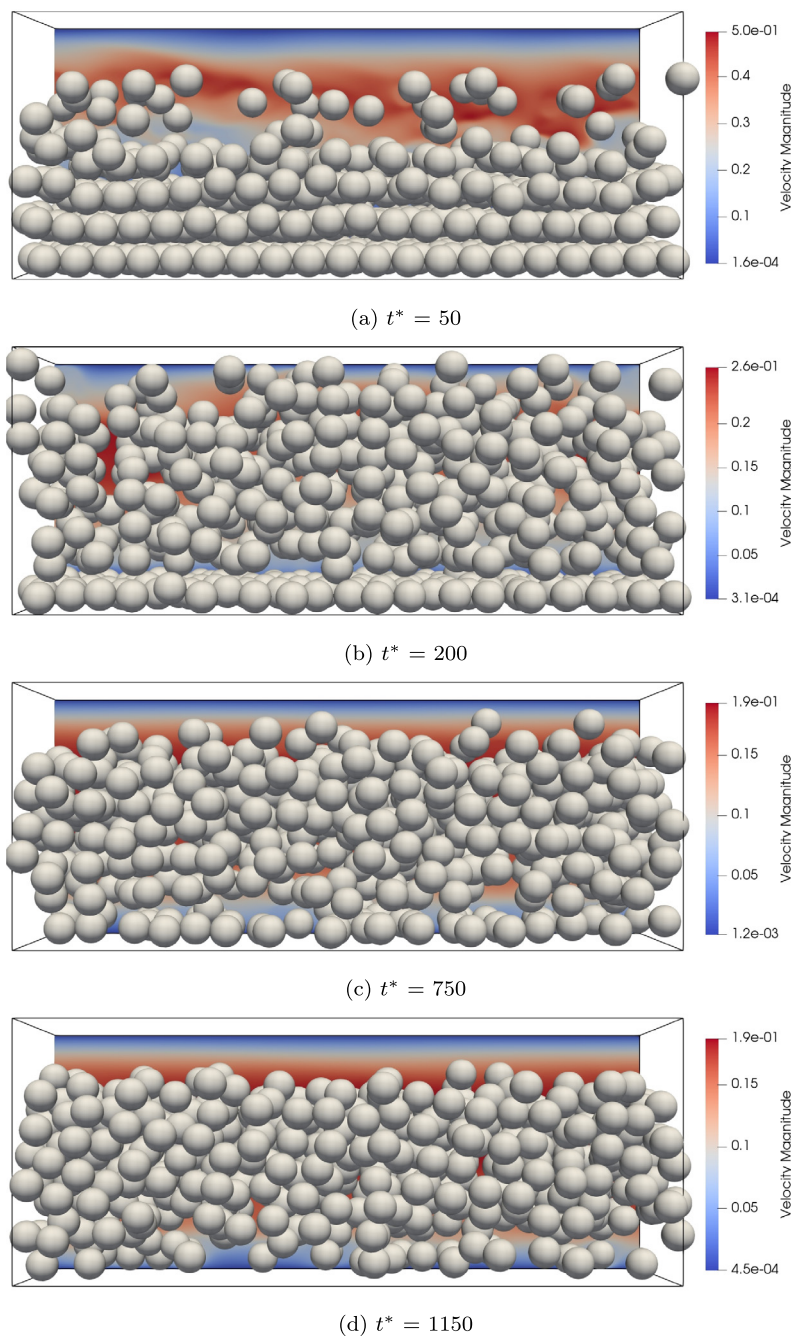 5.0e-01
0.4
0.3
0.2
0.1
1.6e-04
Velocity Magnitude
(a) t* = 50
2.6e-01
0.2
0.15
0.1
0.05
3.1e-04
Velocity Magnitude
(b) t* = 200
1.9e-01
0.15
0.1
0.05
1.2e-03
Velocity Magnitude
(c) t* = 750
1.9e-01
0.15
0.1
0.05
4.5e-04
Velocity Magnitude
(d) t* = 1150